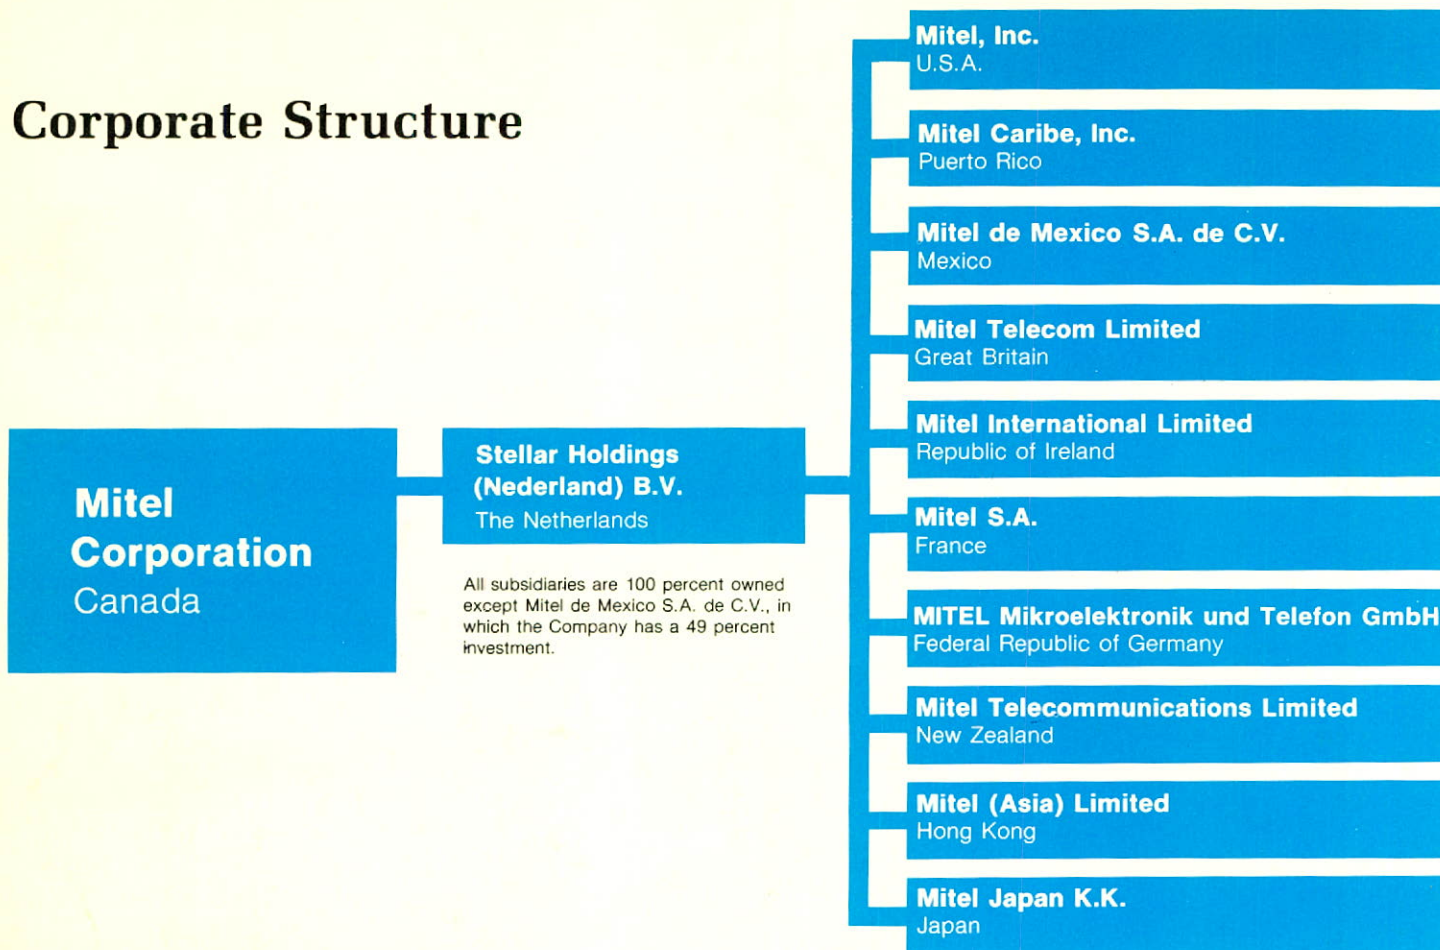 Corporate Structure
Mitel
Corporation
Canada
Stellar Holdings
(Nederland) B.V.
The Netherlands
All subsidiaries are 100 percent owned
except Mitel de Mexico S.A. de C.V., in
which the Company has a 49 percent
investment.
Mitel, Inc.
U.S.A.
Mitel Caribe, Inc.
Puerto Rico
Mitel de Mexico S.A. de C.V.
Mexico
Mitel Telecom Limited
Great Britain
Mitel International Limited
Republic of Ireland
Mitel S.A.
France
MITEL Mikroelektronik und Telefon GmbH
Federal Republic of Germany
Mitel Telecommunications Limited
New Zealand
Mitel (Asia) Limited
Hong Kong
Mitel Japan K.K.
Japan